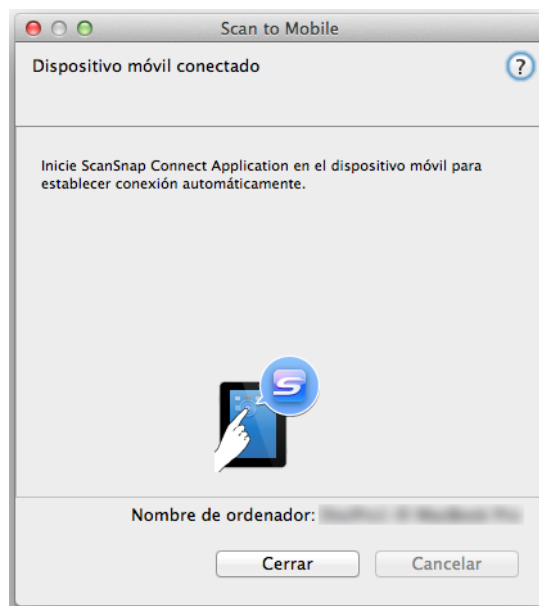 Scan to Mobile
Dispositivo móvil conectado
?
Inicie ScanSnap Connect Application en el dispositivo móvil para
establecer conexión automáticamente.
S
Nombre de ordenador:
Cerrar Cancelar